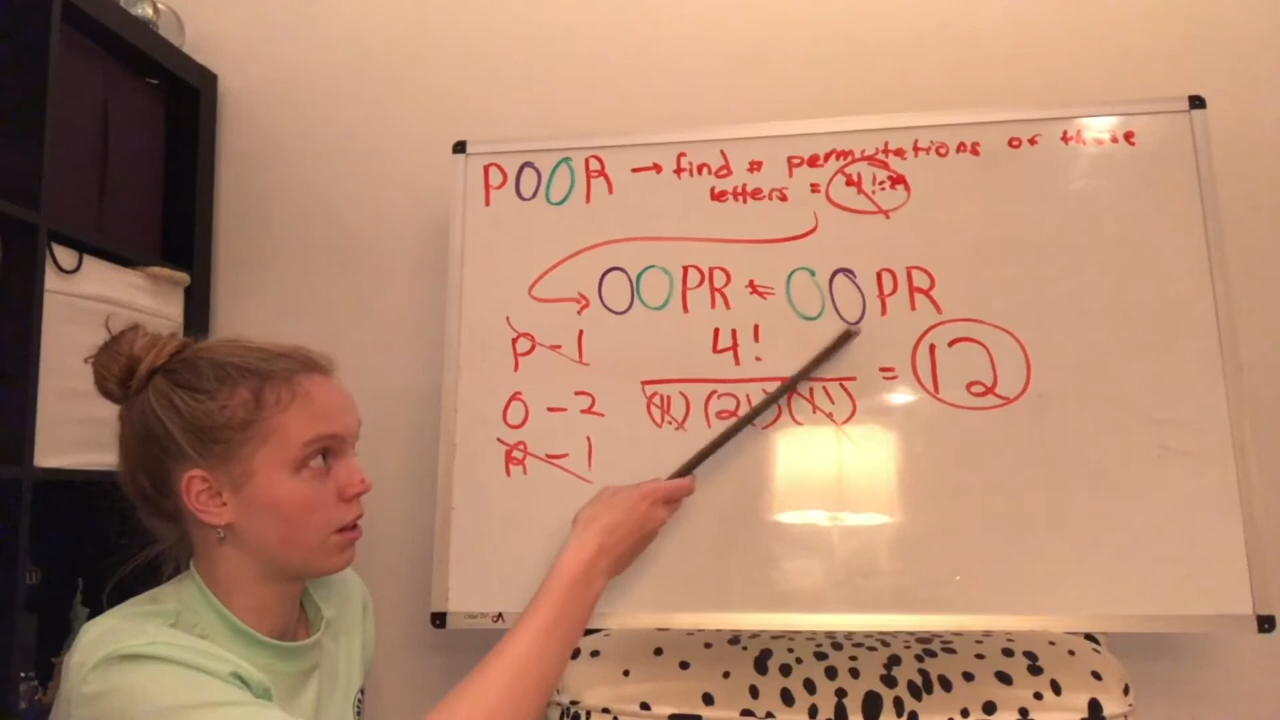 POOR → find # permutations of these
letters = 4!=24
OOPR = OOPR
P-1
4!
O-2
(1!)(2!)(1!)
= 12
R-1